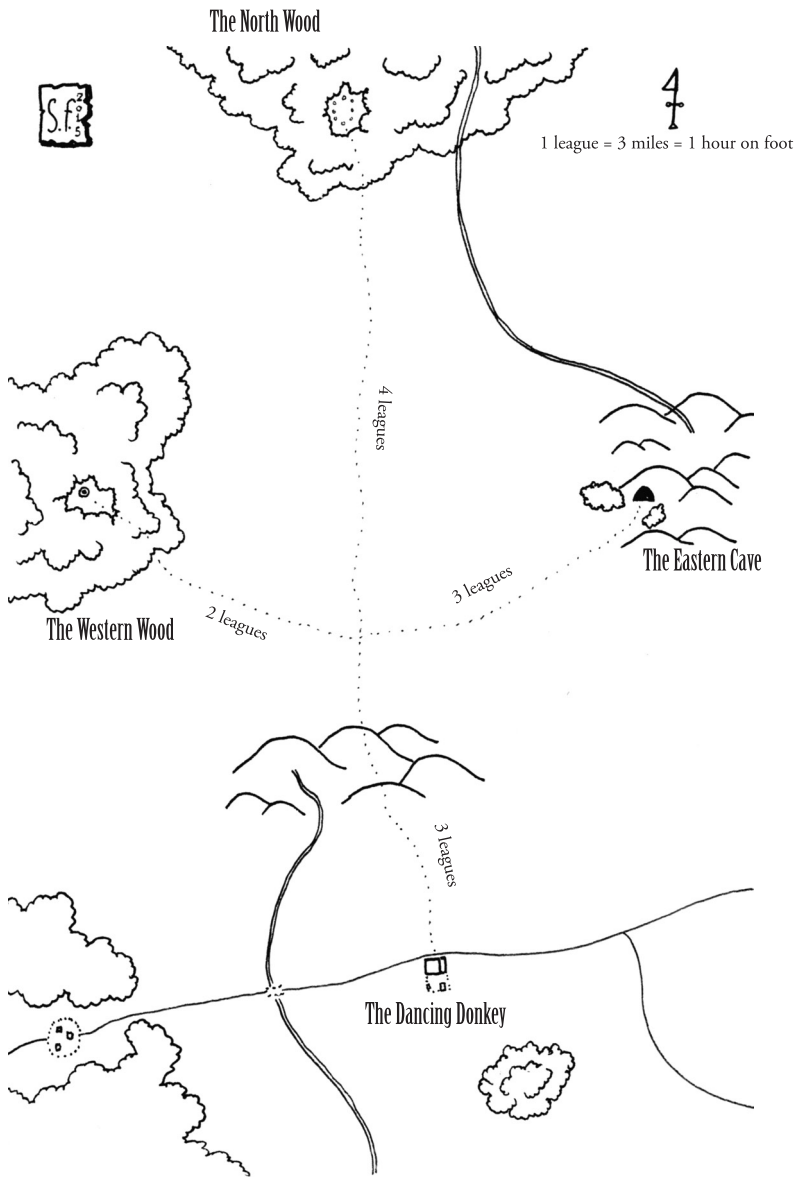 The North Wood
S.f. 2015
1 league = 3 miles = 1 hour on foot
4 leagues
The Eastern Cave
3 leagues
2 leagues
The Western Wood
3 leagues
The Dancing Donkey